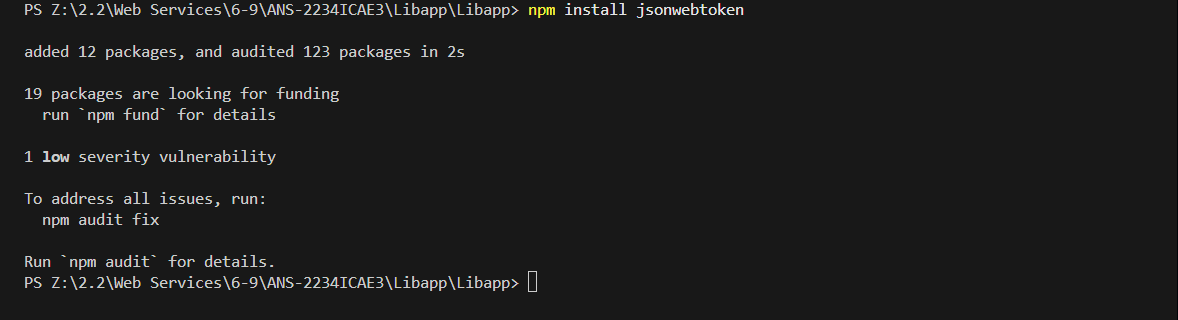 PS Z:\2.2\Web Services\6-9\ANS-2234ICAE3\Libapp\Libapp> npm install jsonwebtoken
added 12 packages, and audited 123 packages in 2s
19 packages are looking for funding
run `npm fund` for details
1 low severity vulnerability
To address all issues, run:
npm audit fix
Run `npm audit` for details.
PS Z:\2.2\Web Services\6-9\ANS-2234ICAE3\Libapp\Libapp>